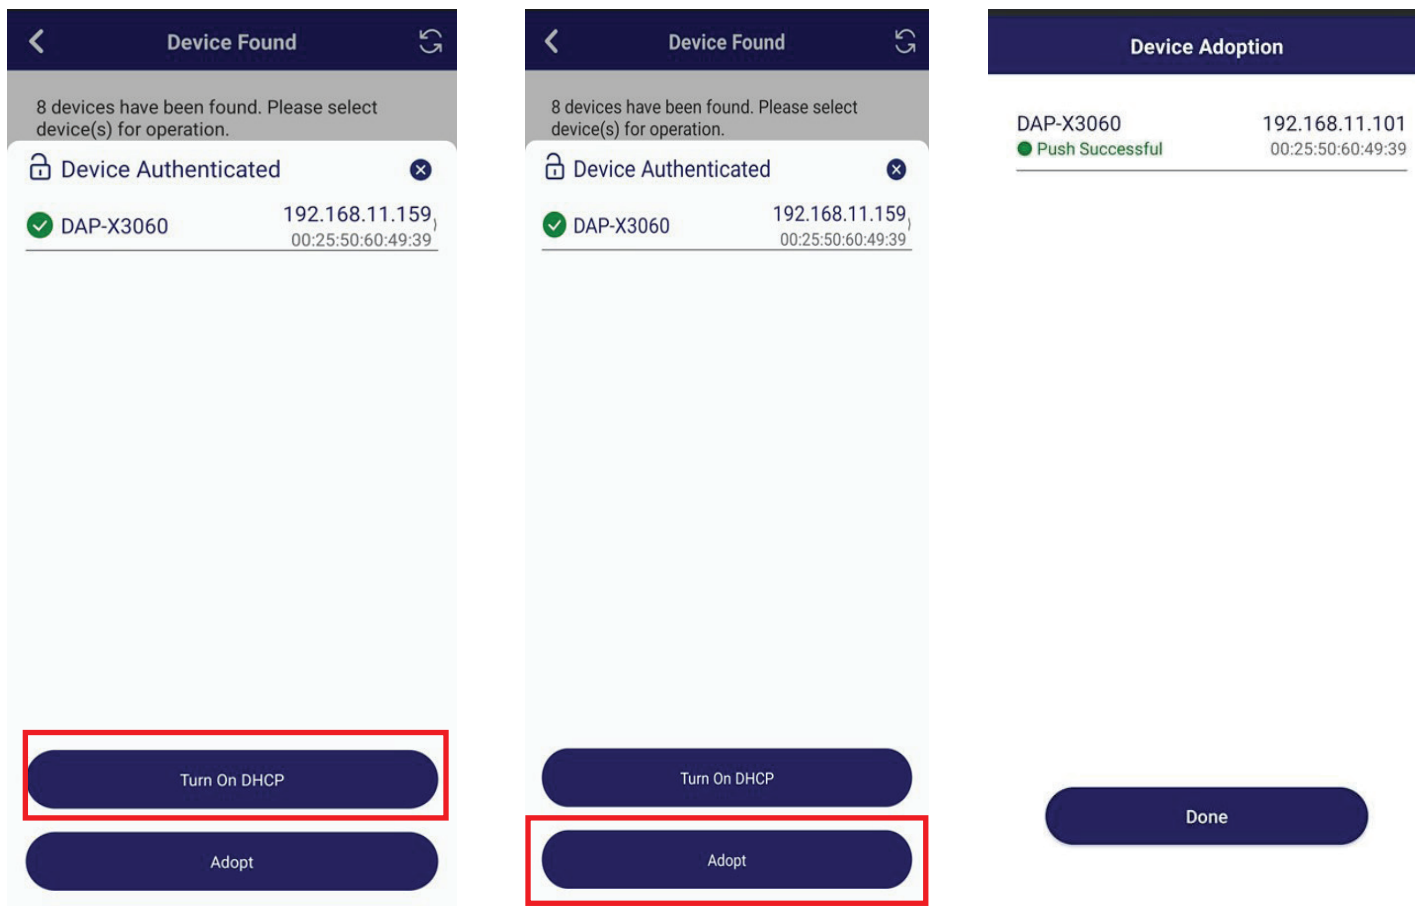 Device Found
8 devices have been found. Please select
device(s) for operation.
Device Authenticated
DAP-X3060
192.168.11.159
00:25:50:60:49:39
Turn On DHCP
Adopt
Device Found
8 devices have been found. Please select
device(s) for operation.
Device Authenticated
DAP-X3060
192.168.11.159
00:25:50:60:49:39
Turn On DHCP
Adopt
Device Adoption
DAP-X3060
192.168.11.101
Push Successful
00:25:50:60:49:39
Done